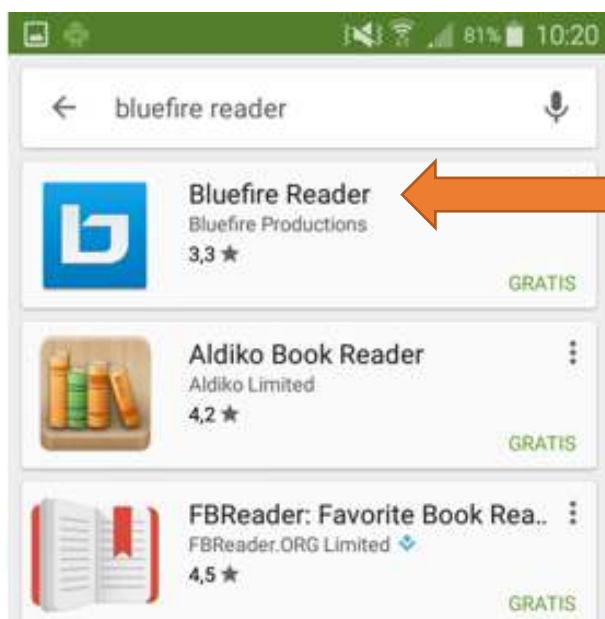 81% 10:20
bluefire reader
Bluefire Reader
Bluefire Productions
3,3 ★
GRATIS
Aldiko Book Reader
Aldiko Limited
4,2 ★
GRATIS
FBReader: Favorite Book Rea..
FBReader.ORG Limited
4,5 ★
GRATIS